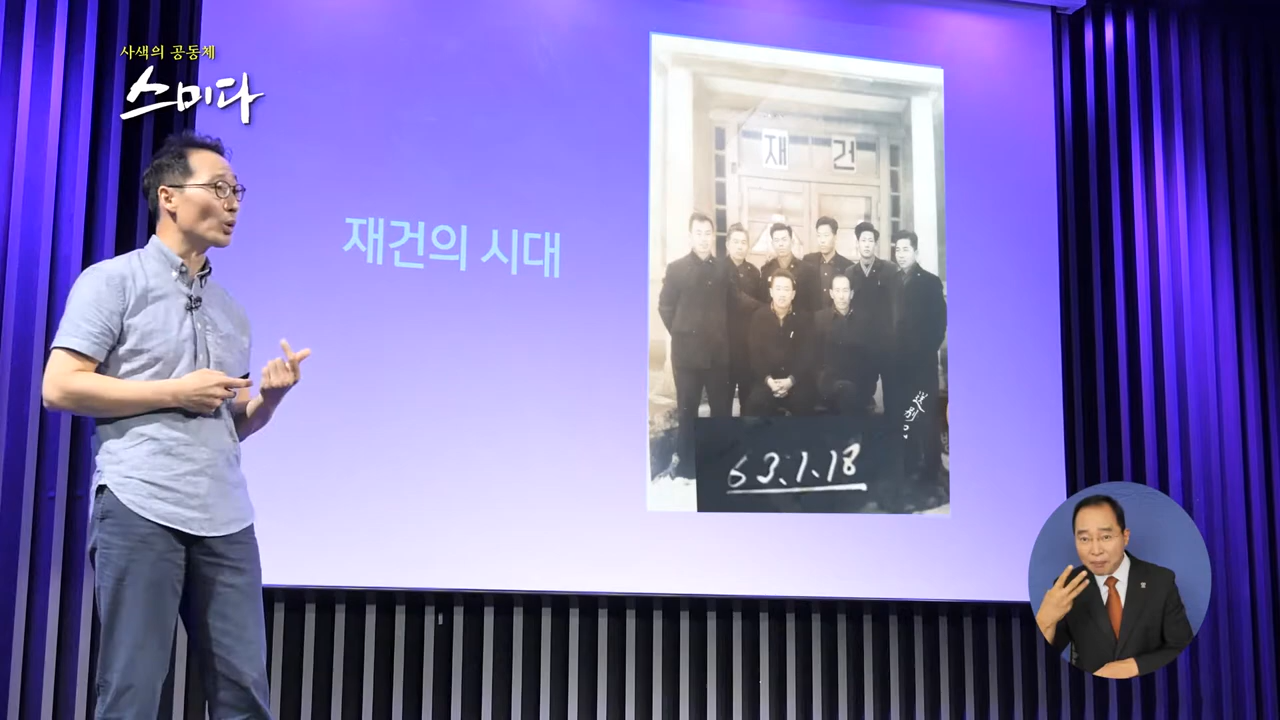 사색의 공동체
스미다
재건의 시대
재 건
63.1.18